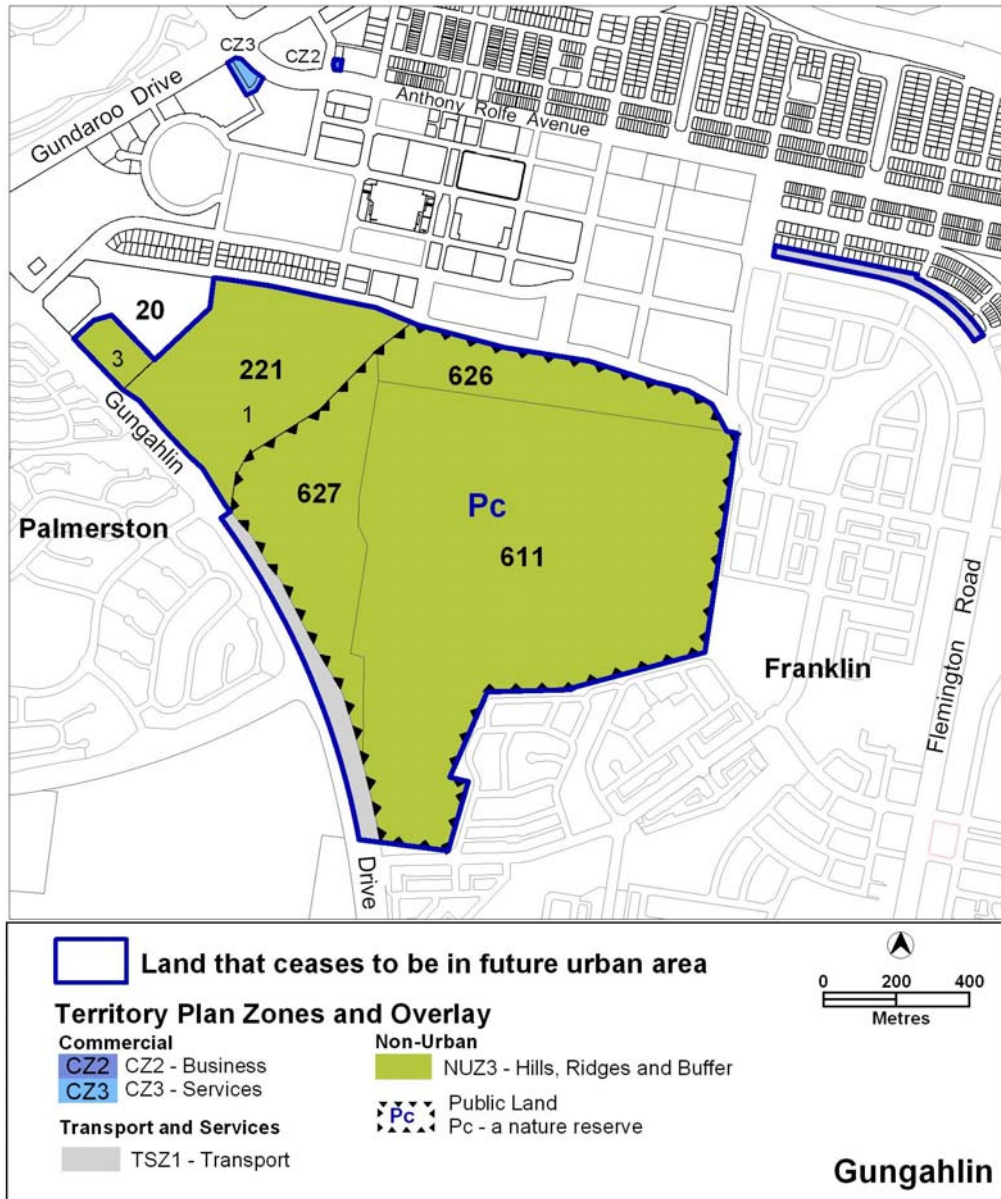 CZ3
CZ2
Gundaroo Drive
Anthony Rolfe Avenue
20
3
221
1
626
Gungahlin
627
Pc
Palmerston
611
Franklin
Flemington Road
Drive
Land that ceases to be in future urban area
0 200 400
Metres
Territory Plan Zones and Overlay
Commercial
CZ2 CZ2 - Business
CZ3 CZ3 - Services
Non-Urban
NUZ3 - Hills, Ridges and Buffer
Pc Public Land
Pc - a nature reserve
Transport and Services
TSZ1 - Transport
Gungahlin